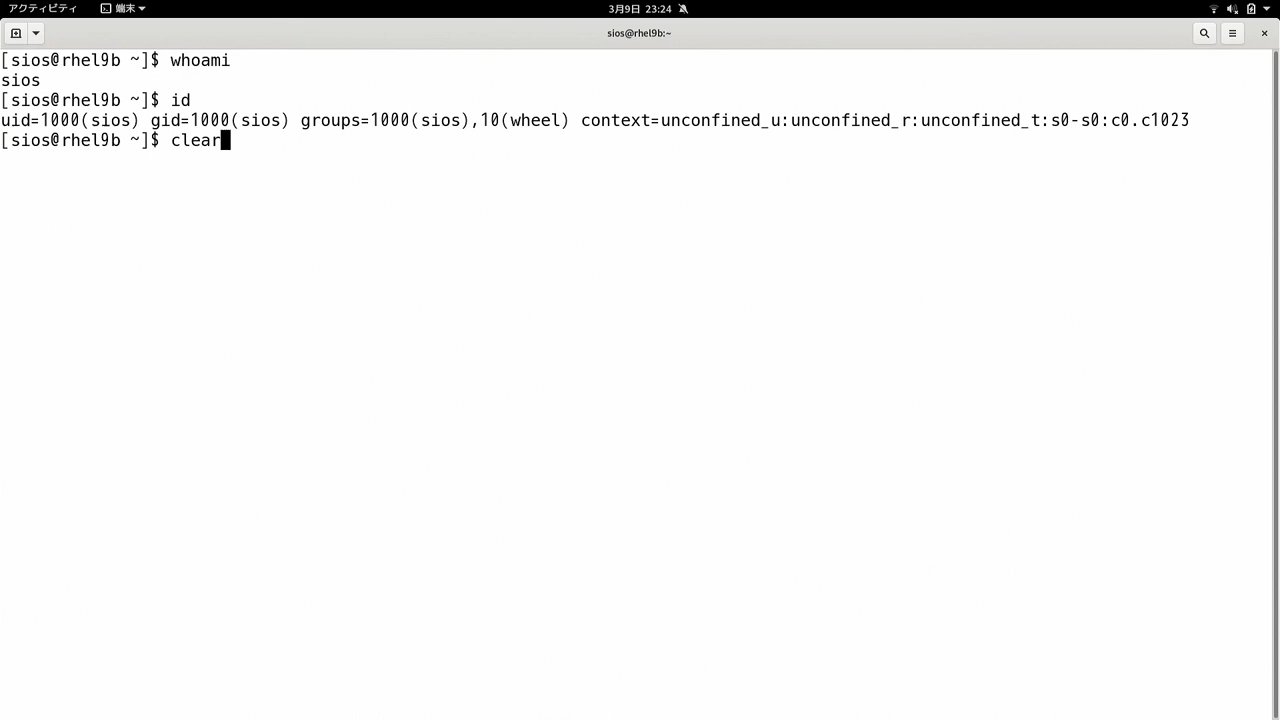 アクティビティ 端末 3月9日 23:24
sios@rhel9b:~
[sios@rhel9b ~]$ whoami
sios
[sios@rhel9b ~]$ id
uid=1000(sios) gid=1000(sios) groups=1000(sios),10(wheel) context=unconfined_u:unconfined_r:unconfined_t:s0-s0:c0.c1023
[sios@rhel9b ~]$ clear